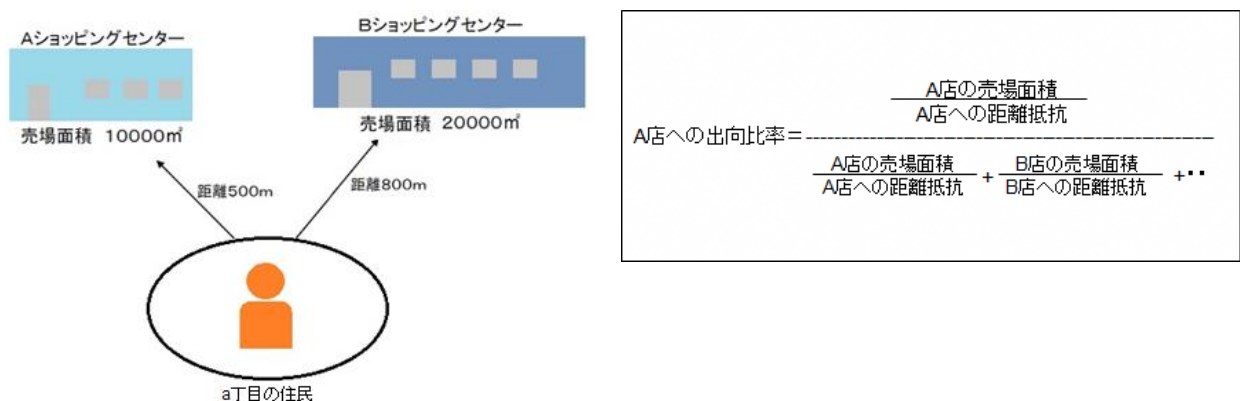 Aショッピングセンター
Bショッピングセンター
売場面積 10000㎡
売場面積 20000㎡
距離500m
距離800m
a丁目の住民
A店の売場面積
A店への距離抵抗
A店への出向比率=
A店の売場面積 + B店の売場面積 +・・
A店への距離抵抗 B店への距離抵抗